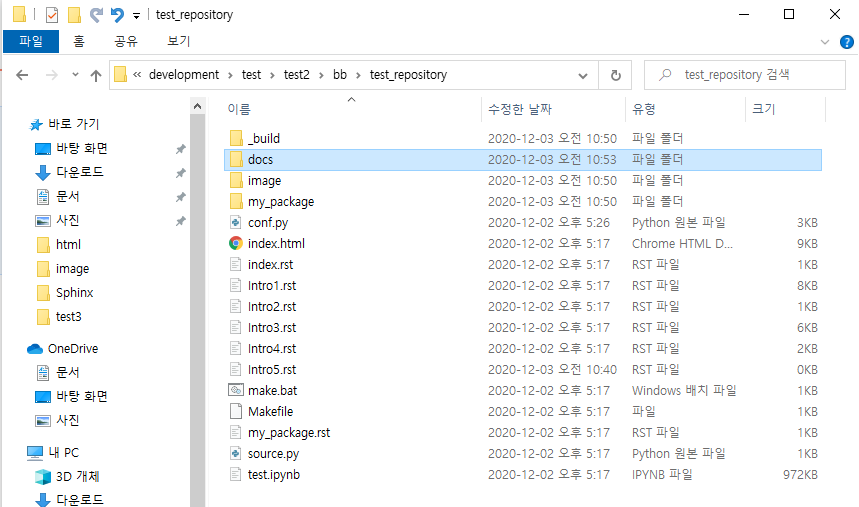 test_repository
파일 홈 공유 보기
« development › test › test2 › bb › test_repository
test_repository 검색
이름 수정한 날짜 유형 크기
바로 가기
바탕 화면
다운로드
문서
사진
html
image
Sphinx
test3
OneDrive
문서
바탕 화면
사진
내 PC
3D 개체
다운로드
_build 2020-12-03 오전 10:50 파일 폴더
docs 2020-12-03 오전 10:53 파일 폴더
image 2020-12-03 오전 10:50 파일 폴더
my_package 2020-12-03 오전 10:50 파일 폴더
conf.py 2020-12-02 오후 5:26 Python 원본 파일 3KB
index.html 2020-12-02 오후 5:17 Chrome HTML D... 9KB
index.rst 2020-12-02 오후 5:17 RST 파일 1KB
Intro1.rst 2020-12-02 오후 5:17 RST 파일 8KB
Intro2.rst 2020-12-02 오후 5:17 RST 파일 1KB
Intro3.rst 2020-12-02 오후 5:17 RST 파일 6KB
Intro4.rst 2020-12-02 오후 5:17 RST 파일 2KB
Intro5.rst 2020-12-03 오전 10:40 RST 파일 0KB
make.bat 2020-12-02 오후 5:17 Windows 배치 파일 1KB
Makefile 2020-12-02 오후 5:17 파일 1KB
my_package.rst 2020-12-02 오후 5:17 RST 파일 1KB
source.py 2020-12-02 오후 5:17 Python 원본 파일 1KB
test.ipynb 2020-12-02 오후 5:17 IPYNB 파일 972KB